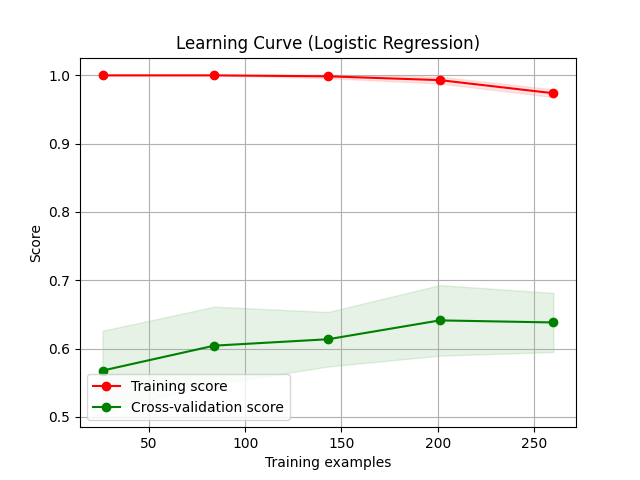 Learning Curve (Logistic Regression)
1.0
0.9
0.8
0.7
0.6
0.5
Score
Training score
Cross-validation score
50 100 150 200 250
Training examples